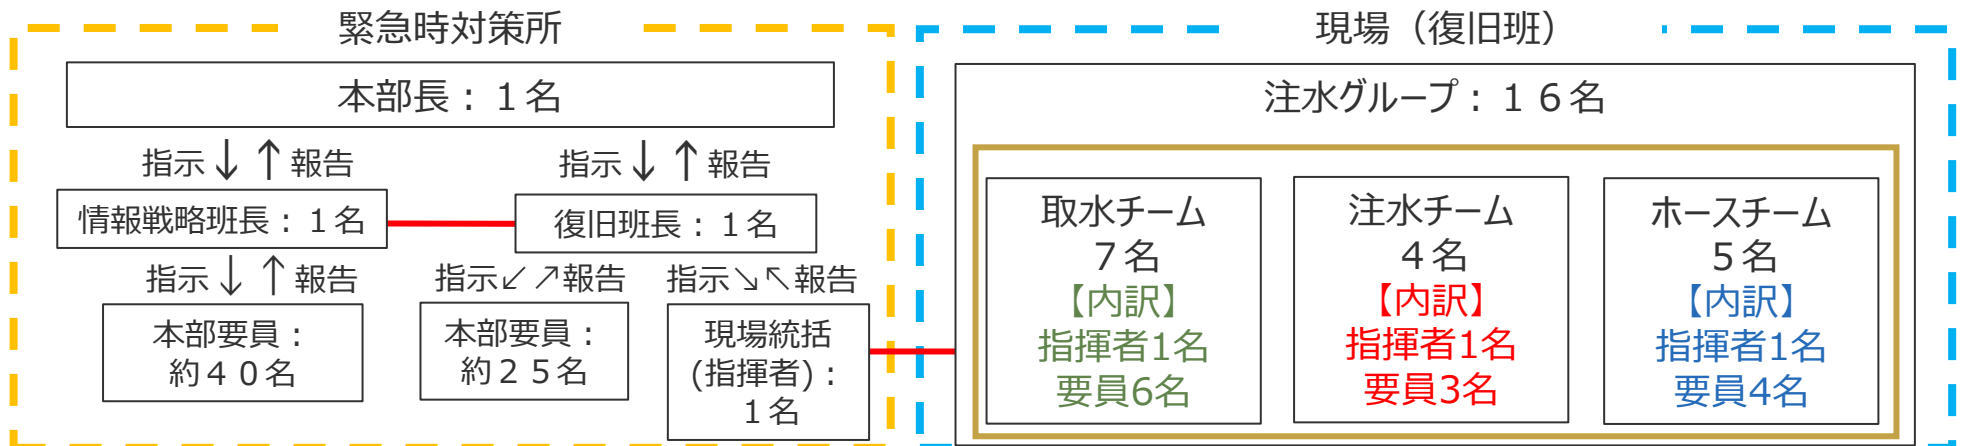 緊急時対策所
本部長：１名
指示↓ ↑報告
指示↓ ↑報告
情報戦略班長：１名
復旧班長：１名
指示↓ ↑報告
指示↙ ↗報告
指示↘↖報告
本部要員：
約４０名
本部要員：
約２５名
現場統括
(指揮者)：
１名
現場（復旧班）
注水グループ：１６名
取水チーム
７名
【内訳】
指揮者1名
要員6名
注水チーム
４名
【内訳】
指揮者1名
要員3名
ホースチーム
５名
【内訳】
指揮者1名
要員4名